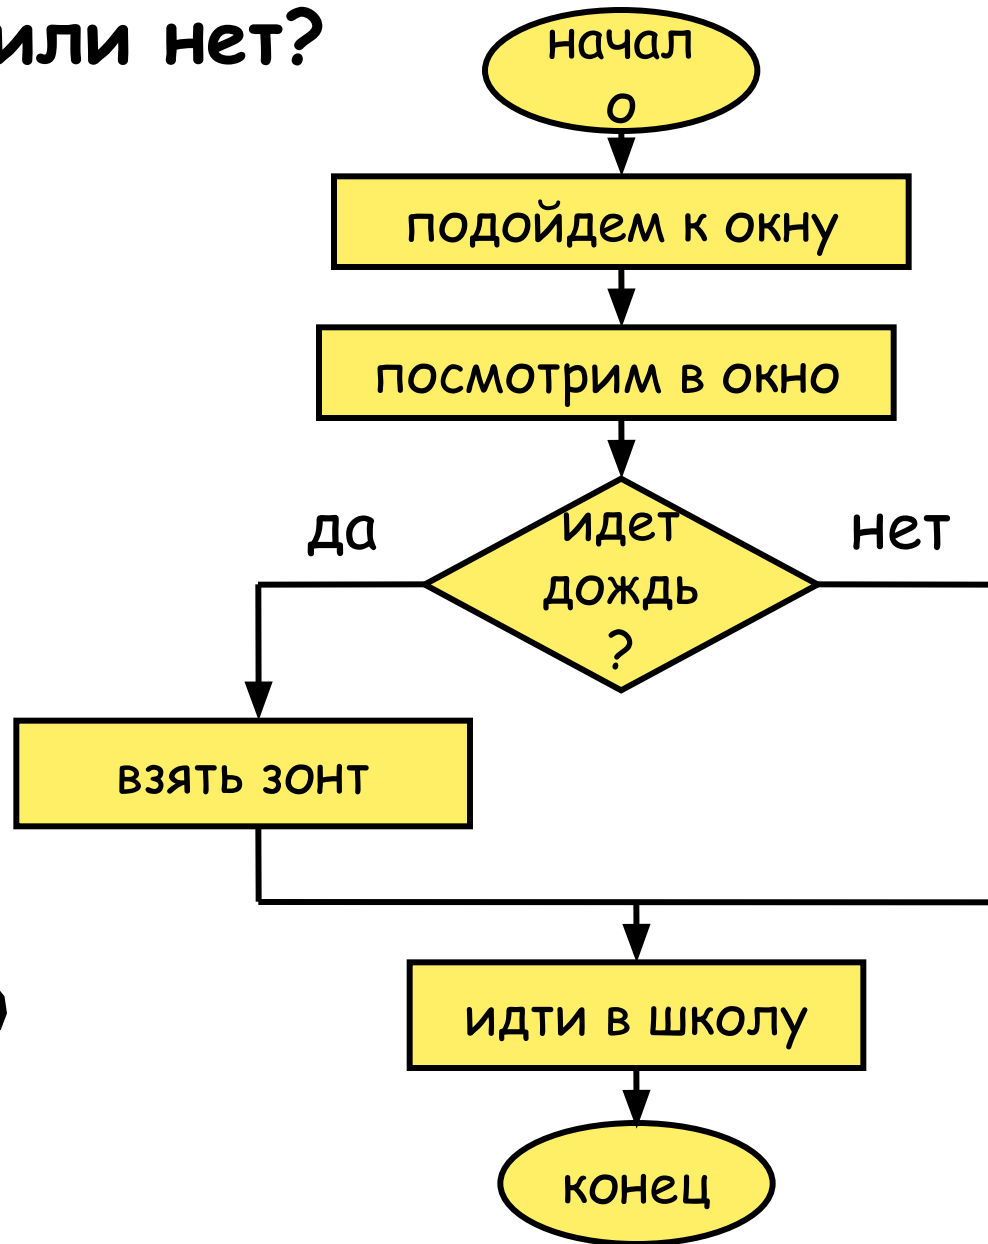 или нет?
начал
о
подойдем к окну
посмотрим в окно
да
идет
дождь
?
нет
взять зонт
идти в школу
конец